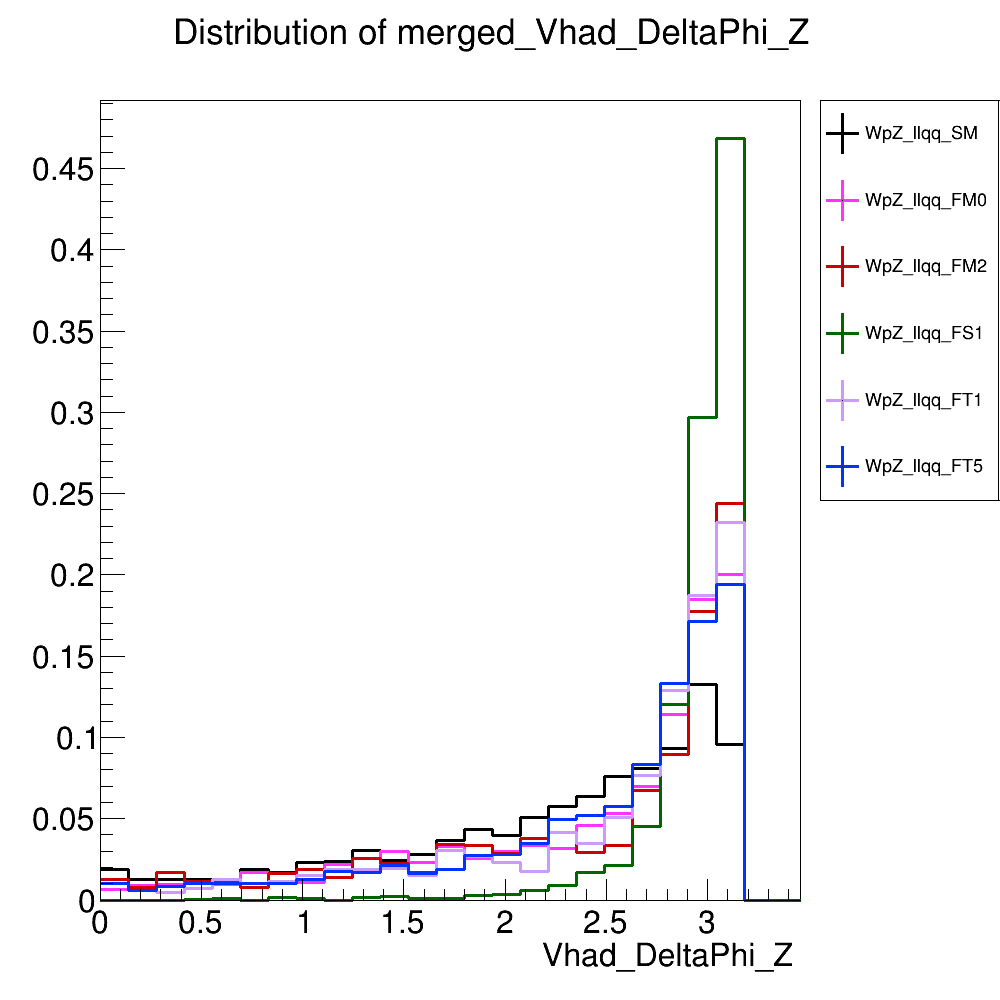 Distribution of merged_Vhad_DeltaPhi_Z
WpZ_llqq_SM
WpZ_llqq_FM0
WpZ_llqq_FM2
WpZ_llqq_FS1
WpZ_llqq_FT1
WpZ_llqq_FT5
0.45
0.4
0.35
0.3
0.25
0.2
0.15
0.1
0.05
0
0 0.5 1 1.5 2 2.5 3
Vhad_DeltaPhi_Z